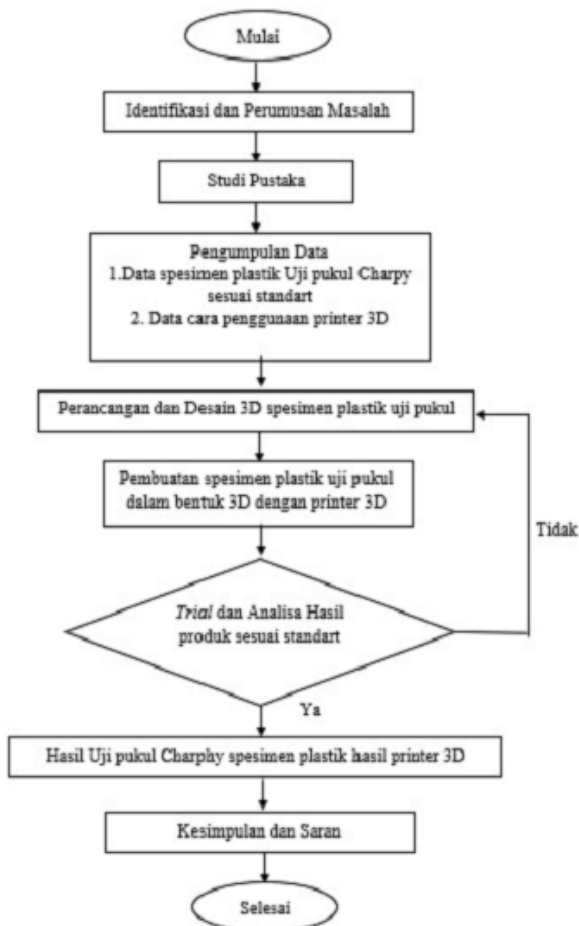 Mulai
Identifikasi dan Perumusan Masalah
Studi Pustaka
Pengumpulan Data
1.Data spesimen plastik Uji pukul Charpy
sesuai standart
2. Data cara penggunaan printer 3D
Perancangan dan Desain 3D spesimen plastik uji pukul
Pembuatan spesimen plastik uji pukul
dalam bentuk 3D dengan printer 3D
Tidak
Trial dan Analisa Hasil
produk sesuai standart
Ya
Hasil Uji pukul Charphy spesimen plastik hasil printer 3D
Kesimpulan dan Saran
Selesai